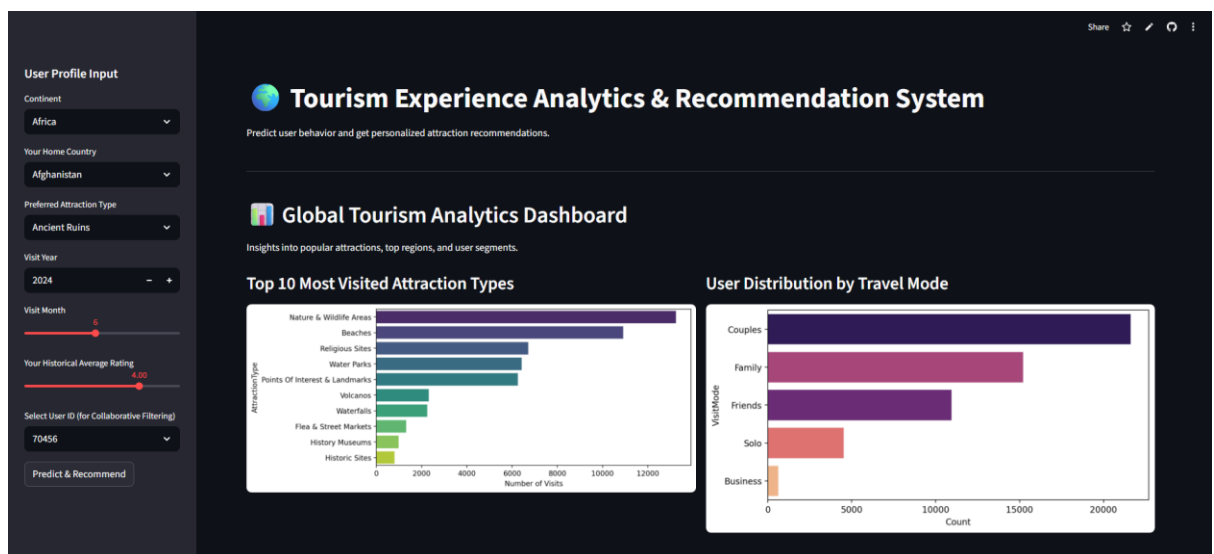 Share
User Profile Input
Continent
Africa
Your Home Country
Afghanistan
Preferred Attraction Type
Ancient Ruins
Visit Year
2024 - +
Visit Month
6
Your Historical Average Rating
4.00
Select User ID (for Collaborative Filtering)
70456
Predict & Recommend
Tourism Experience Analytics & Recommendation System
Predict user behavior and get personalized attraction recommendations.
Global Tourism Analytics Dashboard
Insights into popular attractions, top regions, and user segments.
Top 10 Most Visited Attraction Types
AttractionType
Nature & Wildlife Areas
Beaches
Religious Sites
Water Parks
Points Of Interest & Landmarks
Volcanos
Waterfalls
Flea & Street Markets
History Museums
Historic Sites
0 2000 4000 6000 8000 10000 12000
Number of Visits
User Distribution by Travel Mode
VisitMode
Couples
Family
Friends
Solo
Business
0 5000 10000 15000 20000
Count